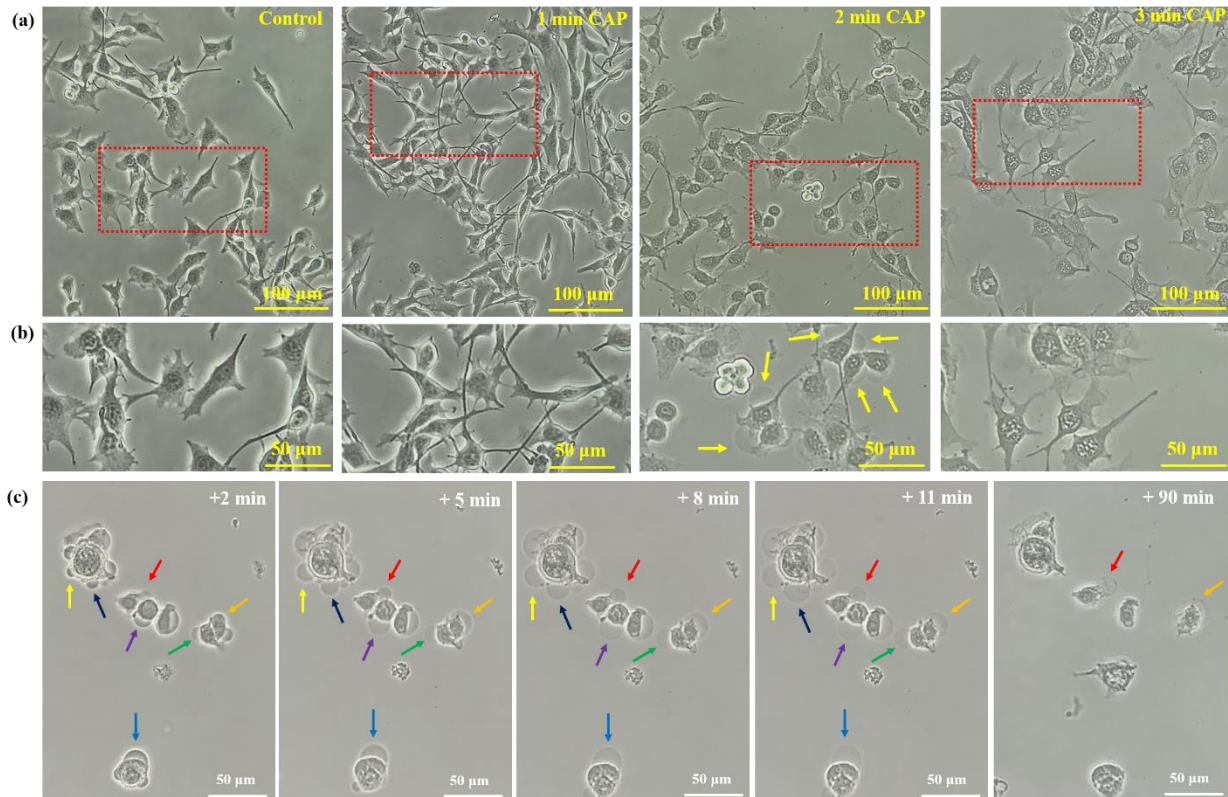 (a)
Control
1 min CAP
2 min CAP
3 min CAP
100 µm
100 µm
100 µm
100 µm
(b)
50 µm
50 µm
50 µm
50 µm
(c)
+2 min
+ 5 min
+ 8 min
+ 11 min
+ 90 min
50 µm
50 µm
50 µm
50 µm
50 µm